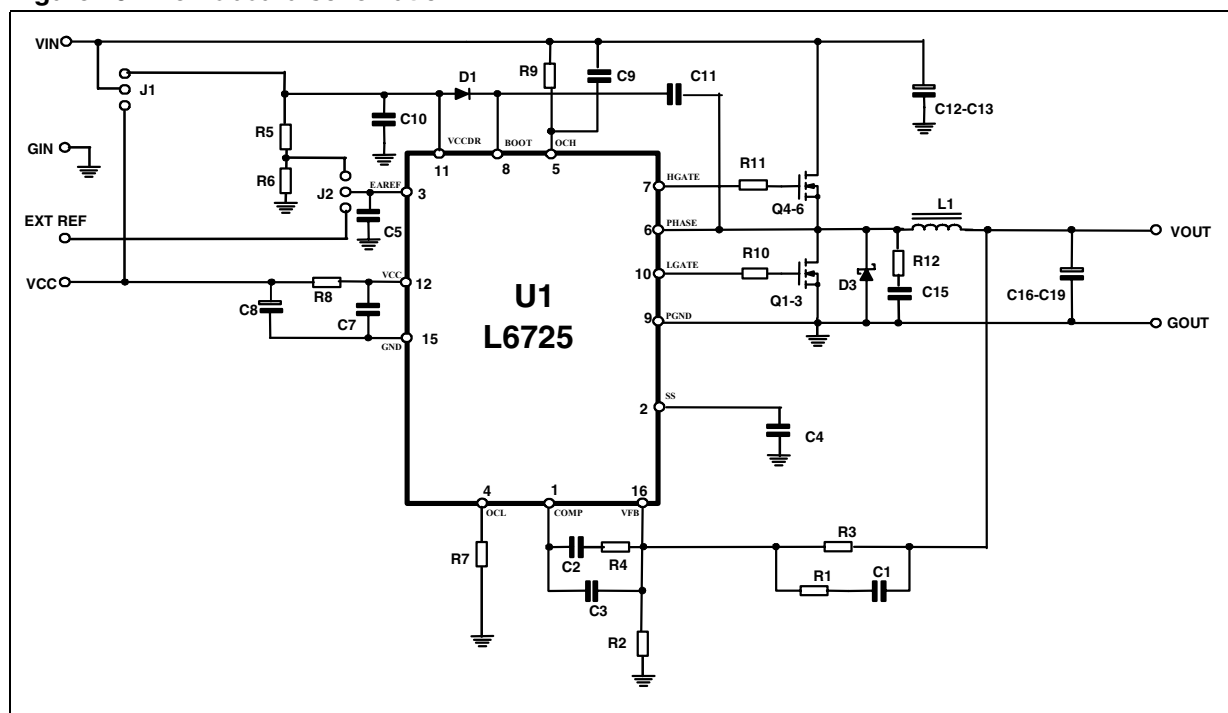 VIN
J1
R9
C9
D1
C11
C12-C13
C10
R5
VCCDR
BOOT
OCH
GIN
11
8
5
R11
R6
J2
EAREF
3
7
HGATE
Q4-6
L1
EXT REF
C5
6
PHASE
VOUT
R12
VCC
R8
VCC
12
10
LGATE
R10
D3
C15
C16-C19
C8
C7
U1
Q1-3
GND
15
L6725
9
PGND
GOUT
2
SS
C4
4
1
16
OCL
COMP
VFB
R7
C2
R4
R3
R1
C1
C3
R2